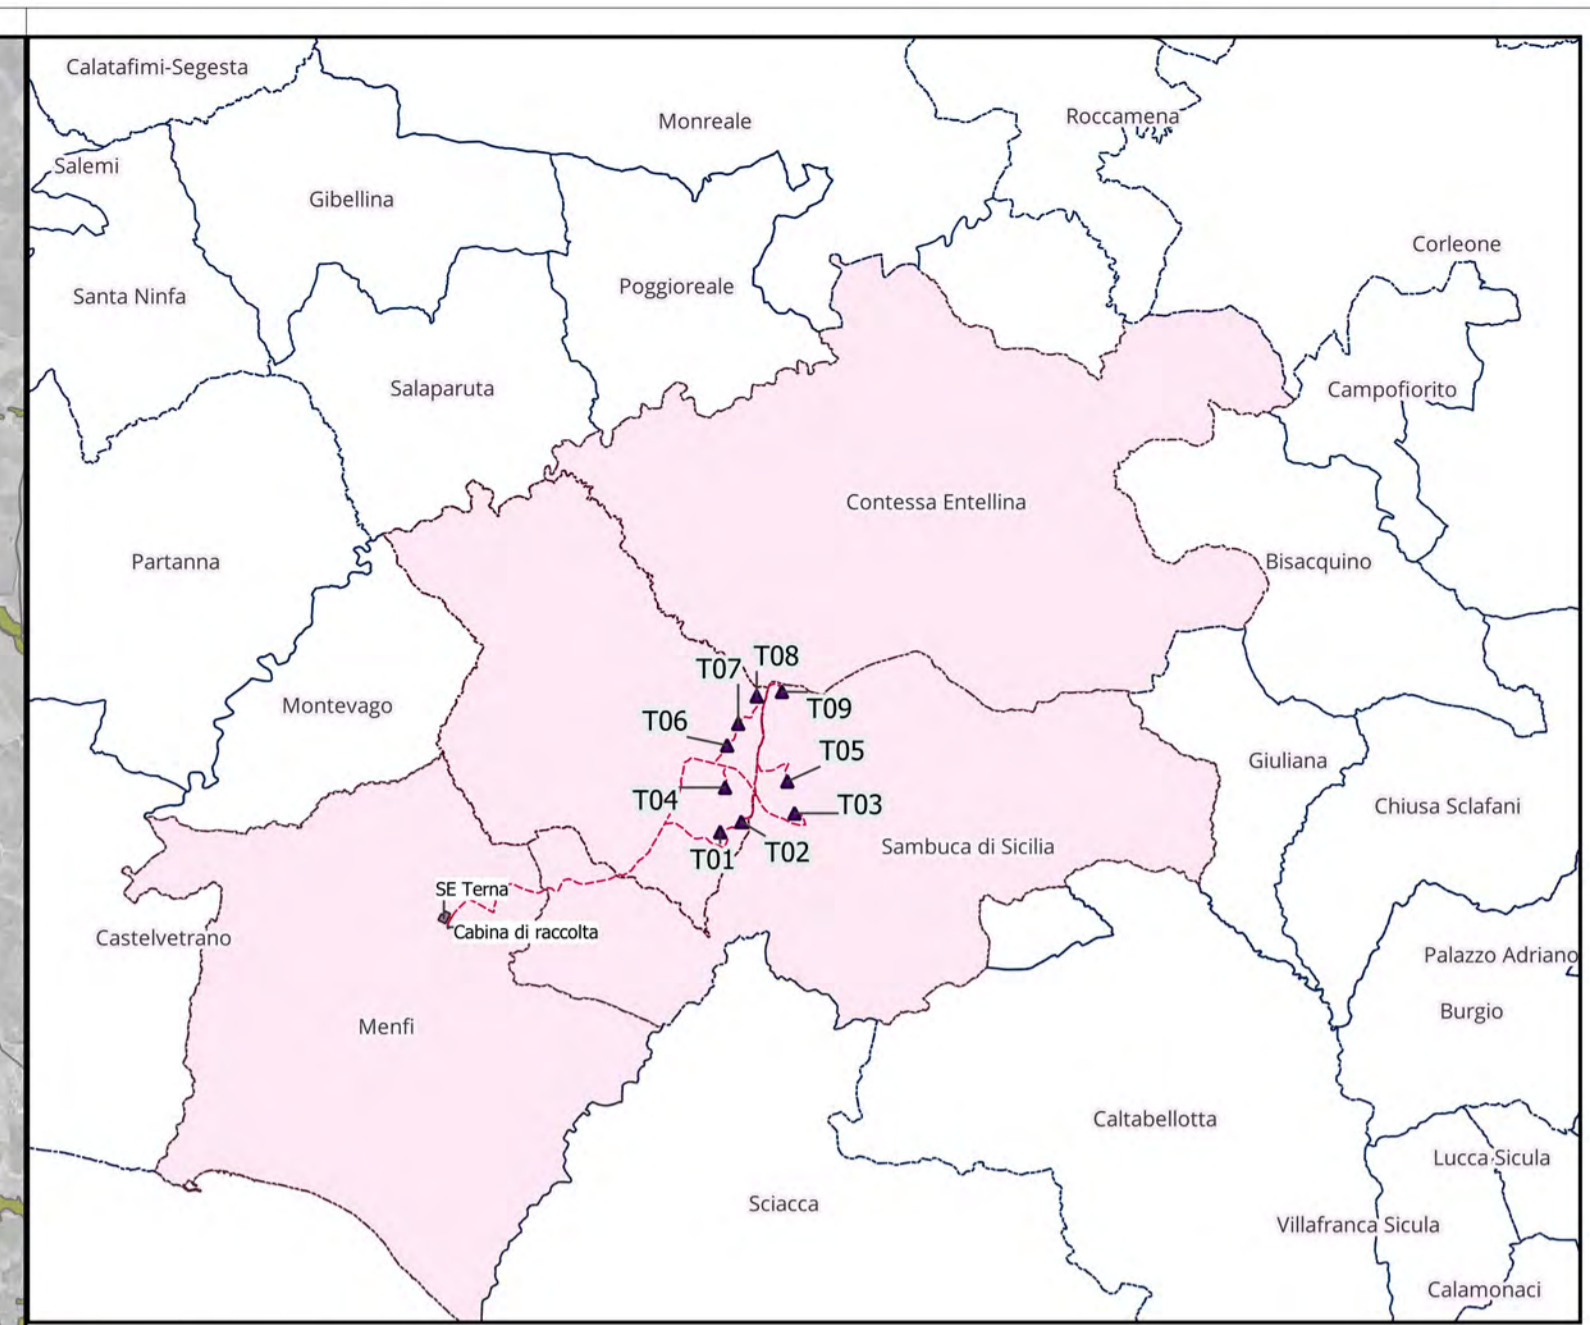 Calatafimi-Segesta
Monreale
Roccamena
Salemi
Gibellina
Corleone
Santa Ninfa
Poggioreale
Salaparuta
Campofiorito
Contessa Entellina
Partanna
Bisacquino
T08
T07
Montevago
T09
T06
T05
Giuliana
T04
T03
Chiusa Sclafani
Sambuca di Sicilia
T01
T02
SE Terna
Cabina di raccolta
Castelvetrano
Palazzo Adriano
Burgio
Menfi
Caltabellotta
Lucca Sicula
Sciacca
Villafranca Sicula
Calamonaci